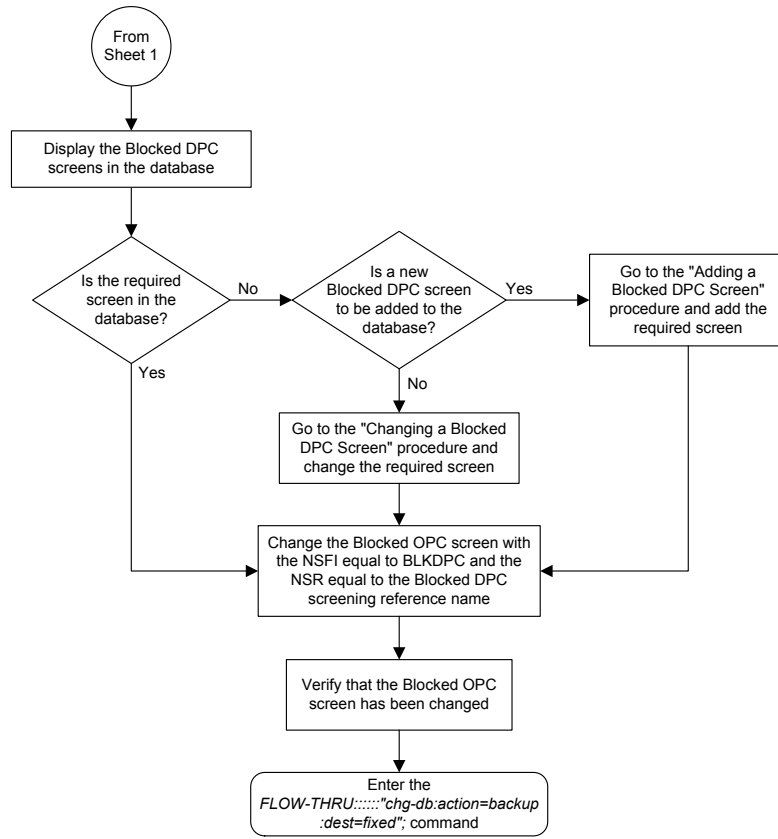 From
Sheet 1
Display the Blocked DPC
screens in the database
Is the required
screen in the
database?
No
Is a new
Blocked DPC screen
to be added to the
database?
Yes
Go to the "Adding a
Blocked DPC Screen"
procedure and add the
required screen
Yes
No
Go to the "Changing a Blocked
DPC Screen" procedure and
change the required screen
Change the Blocked OPC screen with
the NSFI equal to BLKDPC and the
NSR equal to the Blocked DPC
screening reference name
Verify that the Blocked OPC
screen has been changed
Enter the
FLOW-THRU::::::"chg-db:action=backup
:dest=fixed"; command